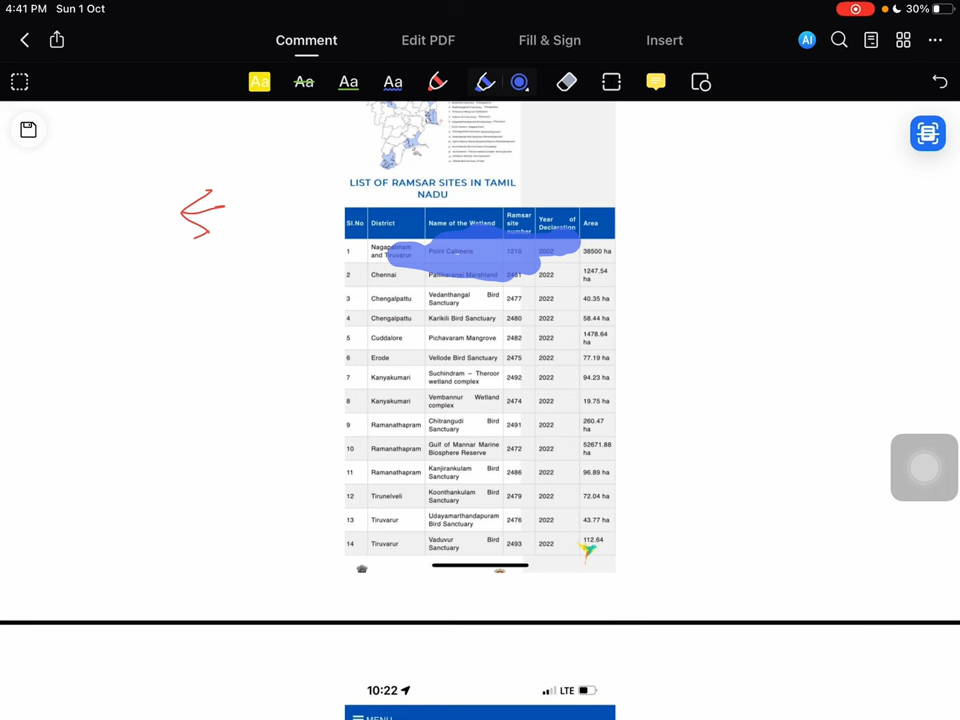 4:41 PM Sun 1 Oct 30%
Comment Edit PDF Fill & Sign Insert AI
Aa Aa Aa Aa
LIST OF RAMSAR SITES IN TAMIL
NADU
Sl.No District Name of the Wetland Ramsar site number Year of Declaration Area
1 Nagapattinam and Tiruvarur Point Calimere 1210 2002 38500 ha
2 Chennai Pallikaranai Marshland 2481 2022 1247.54 ha
3 Chengalpattu Vedanthangal Bird Sanctuary 2477 2022 40.35 ha
4 Chengalpattu Karikili Bird Sanctuary 2480 2022 58.44 ha
5 Cuddalore Pichavaram Mangrove 2482 2022 1478.64 ha
6 Erode Vellode Bird Sanctuary 2475 2022 77.19 ha
7 Kanyakumari Suchindram – Theroor wetland complex 2492 2022 94.23 ha
8 Kanyakumari Vembannur Wetland complex 2474 2022 19.75 ha
9 Ramanathapram Chitrangudi Bird Sanctuary 2491 2022 260.47 ha
10 Ramanathapram Gulf of Mannar Marine Biosphere Reserve 2472 2022 52671.88 ha
11 Ramanathapram Kanjirankulam Bird Sanctuary 2486 2022 96.89 ha
12 Tirunelveli Koonthankulam Bird Sanctuary 2479 2022 72.04 ha
13 Tiruvarur Udayamarthandapuram Bird Sanctuary 2476 2022 43.77 ha
14 Tiruvarur Vaduvur Bird Sanctuary 2493 2022 112.64
10:22 LTE
MENU